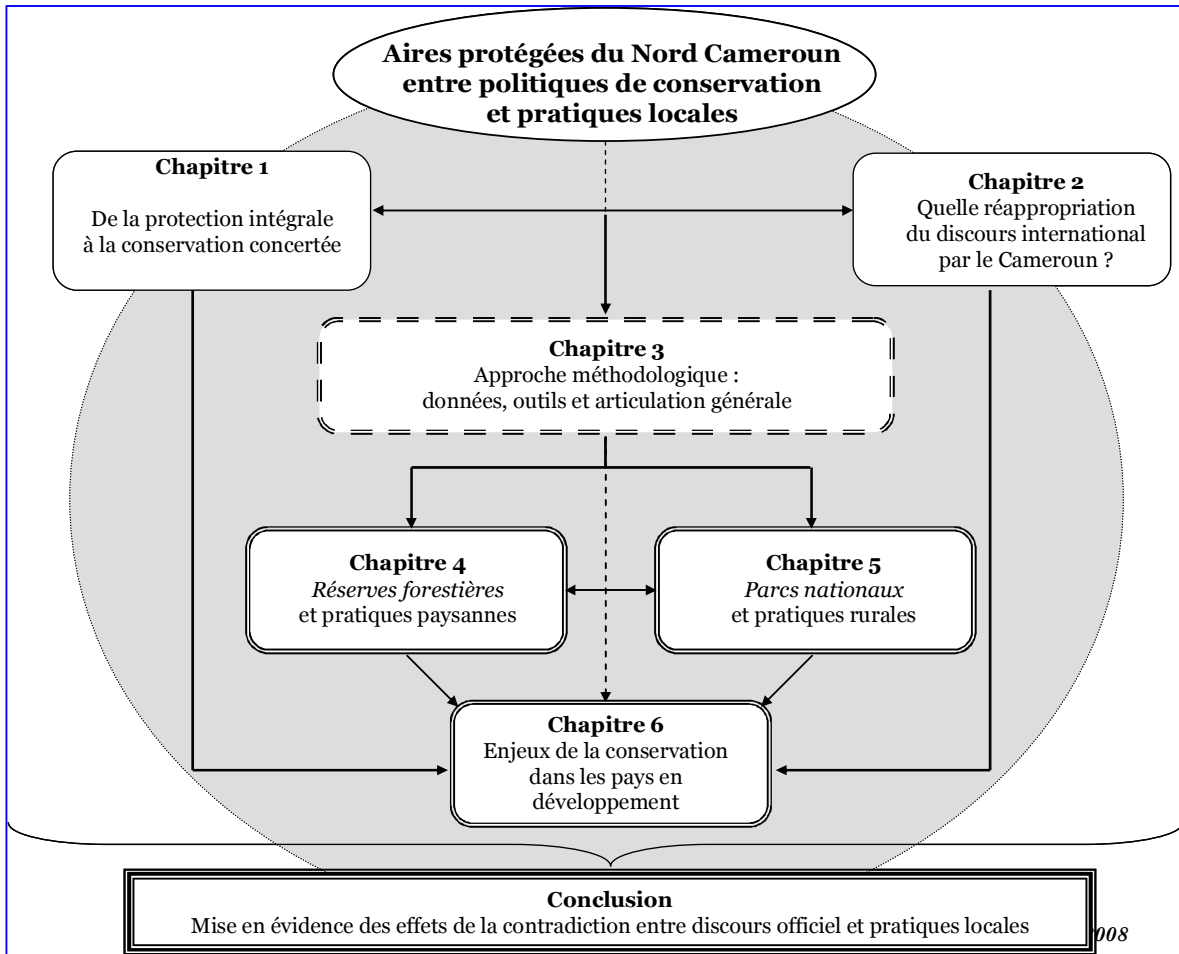 Aires protégées du Nord Cameroun
entre politiques de conservation
et pratiques locales
Chapitre 1
De la protection intégrale
à la conservation concertée
Chapitre 2
Quelle réappropriation
du discours international
par le Cameroun ?
Chapitre 3
Approche méthodologique :
données, outils et articulation générale
Chapitre 4
Réserves forestières
et pratiques paysannes
Chapitre 5
Parcs nationaux
et pratiques rurales
Chapitre 6
Enjeux de la conservation
dans les pays en
développement
Conclusion
Mise en évidence des effets de la contradiction entre discours officiel et pratiques locales